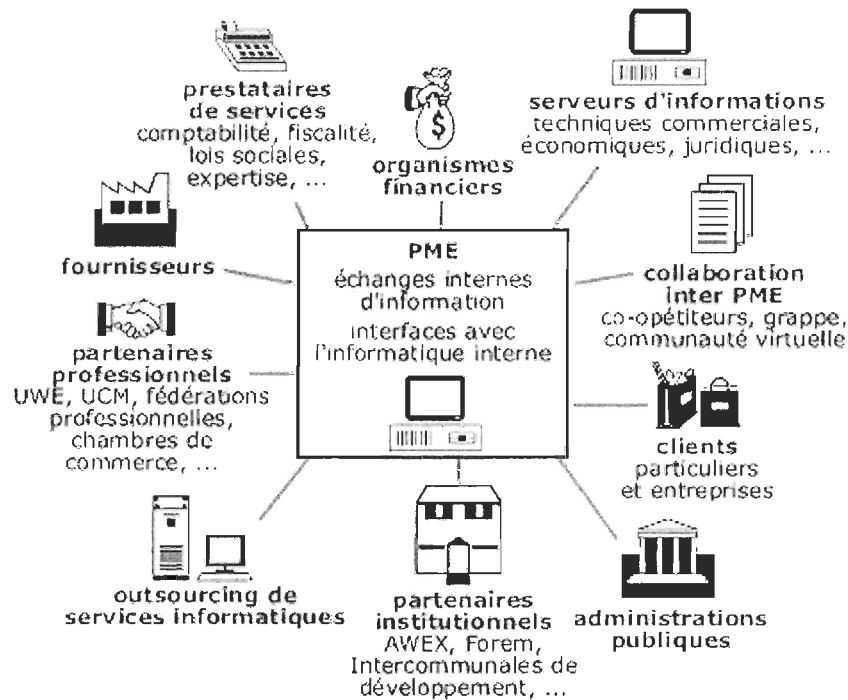 prestataires
de services
comptabilité, fiscalité,
lois sociales,
expertise, ...
$
organismes
financiers
serveurs d'informations
techniques commerciales,
économiques, juridiques, ...
fournisseurs
PME
échanges internes
d'information
interfaces avec
l'informatique interne
collaboration
inter PME
co-opétiteurs, grappe,
communauté virtuelle
partenaires
professionnels
UWE, UCM, fédérations
professionnelles,
chambres de
commerce, ...
clients
particuliers
et entreprises
outsourcing de
services informatiques
partenaires
institutionnels
AWEX, Forem,
Intercommunales de
développement, ...
administrations
publiques